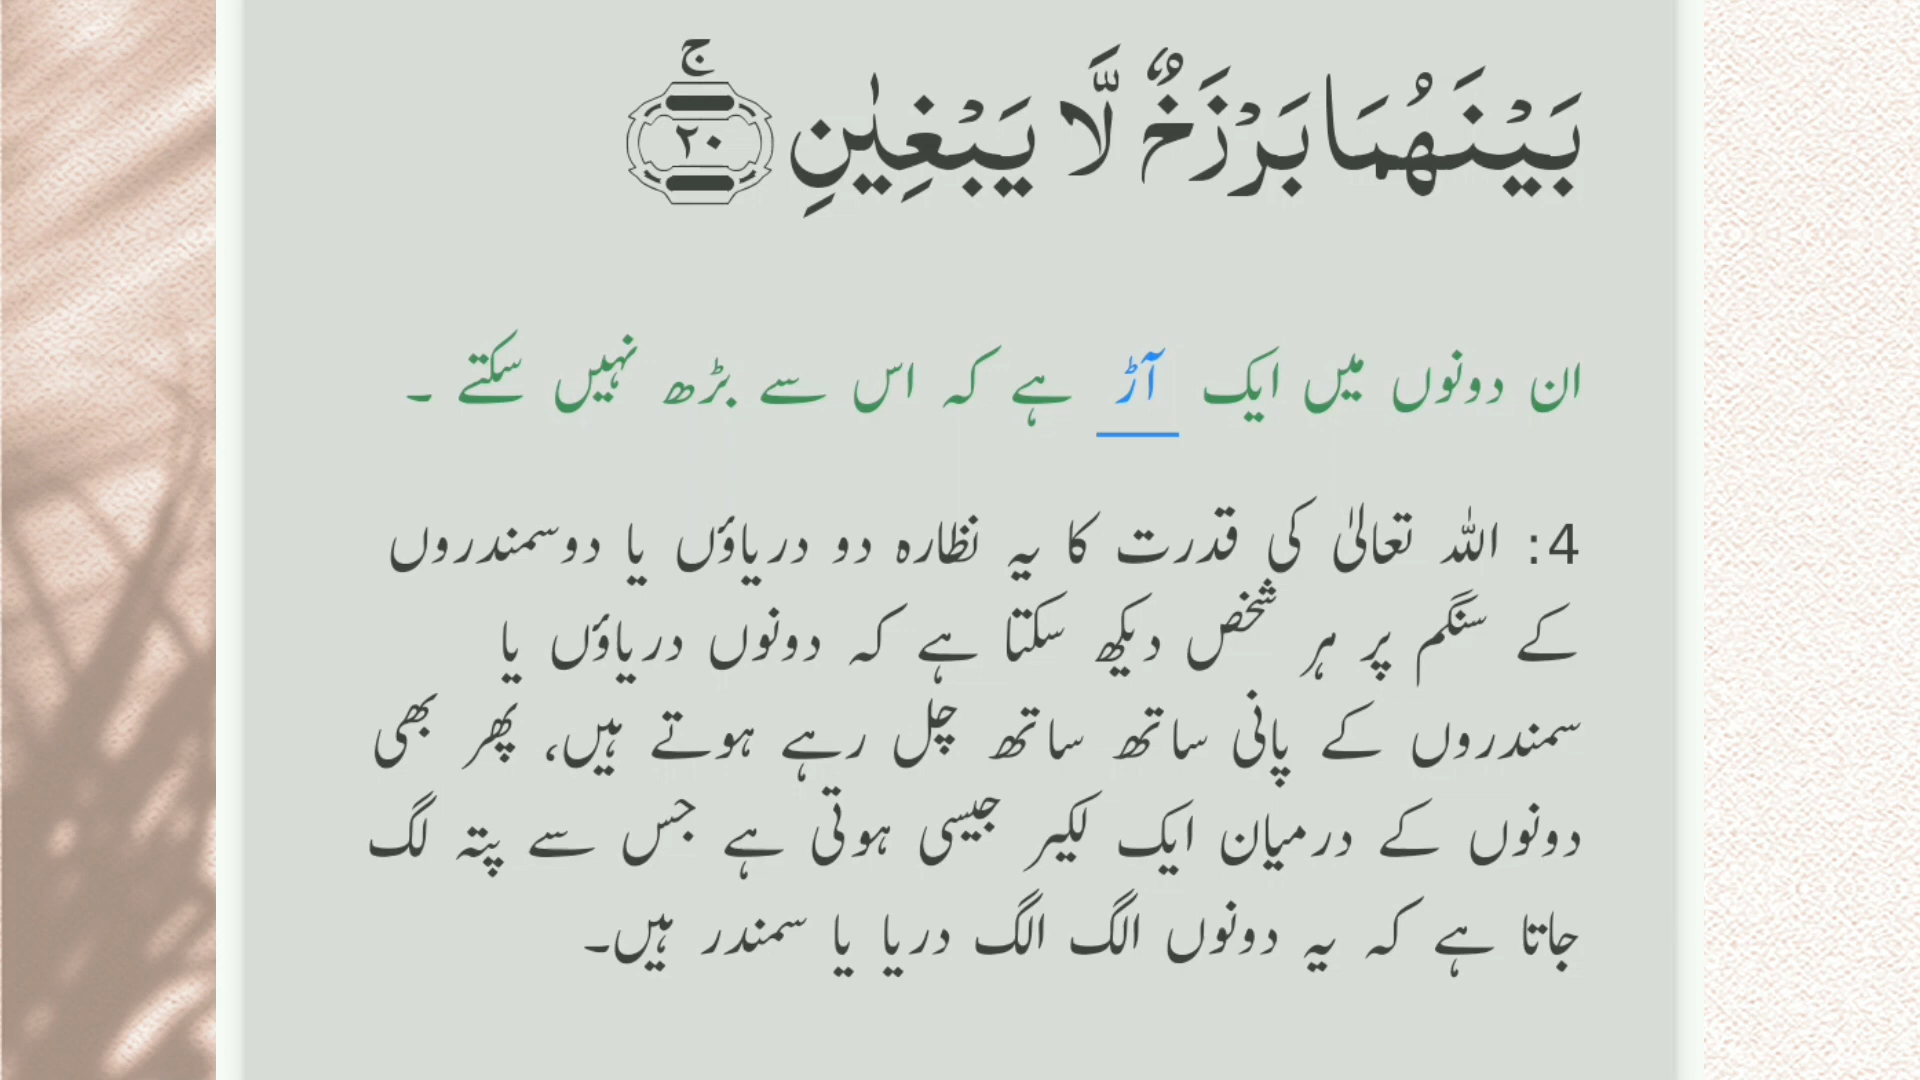 ج
بَيْنَهُمَا بَرْزَخٌ لَّا يَبْغِيٰنِ ۝۲۰
ان دونوں میں ایک آڑ ہے کہ اس سے بڑھ نہیں سکتے ۔
4: اللہ تعالیٰ کی قدرت کا یہ نظارہ دو دریاؤں یا دوسمندروں
کے سنگم پر ہر شخص دیکھ سکتا ہے کہ دونوں دریاؤں یا
سمندروں کے پانی ساتھ ساتھ چل رہے ہوتے ہیں، پھر بھی
دونوں کے درمیان ایک لکیر جیسی ہوتی ہے جس سے پتہ لگ
جاتا ہے کہ یہ دونوں الگ الگ دریا یا سمندر ہیں۔